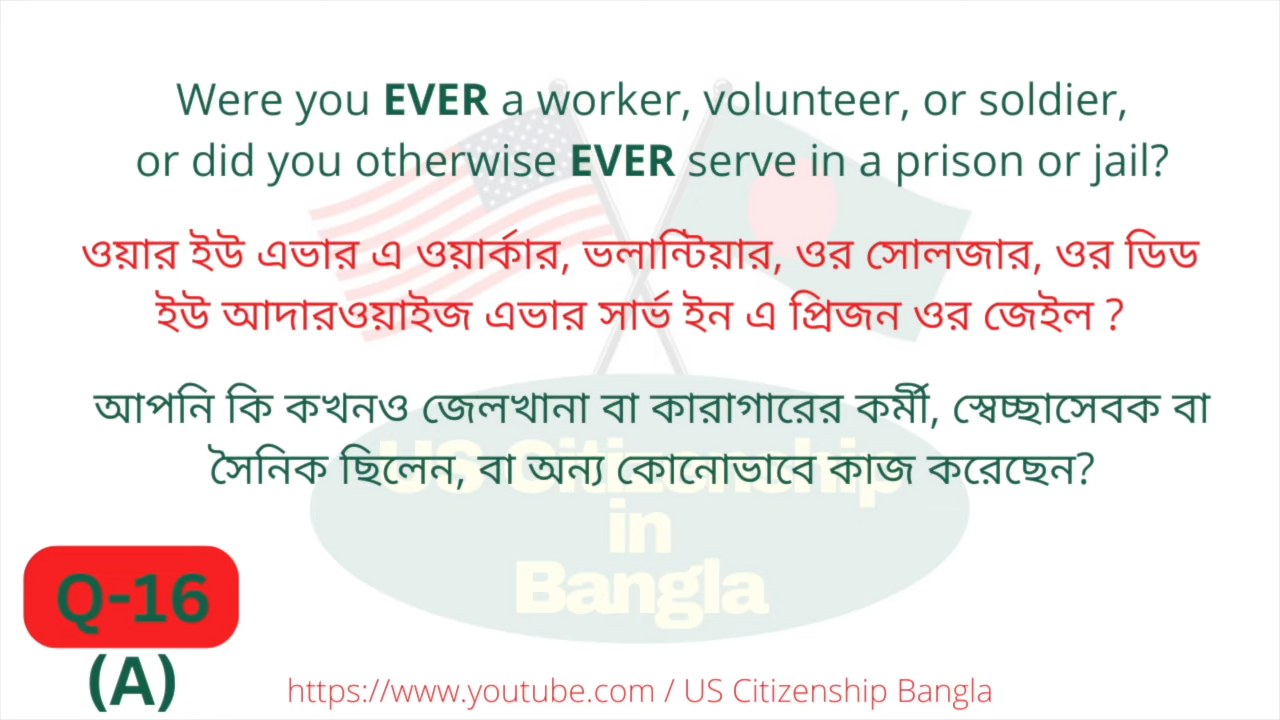 Were you EVER a worker, volunteer, or soldier,
or did you otherwise EVER serve in a prison or jail?
ওয়ার ইউ এভার এ ওয়ার্কার, ভলান্টিয়ার, ওর সোলজার, ওর ডিড
ইউ আদারওয়াইজ এভার সার্ভ ইন এ প্রিজন ওর জেইল ?
আপনি কি কখনও জেলখানা বা কারাগারের কর্মী, স্বেচ্ছাসেবক বা
সৈনিক ছিলেন, বা অন্য কোনোভাবে কাজ করেছেন?
US Citizenship
in
Bangla
Q-16
(A)
https://www.youtube.com / US Citizenship Bangla